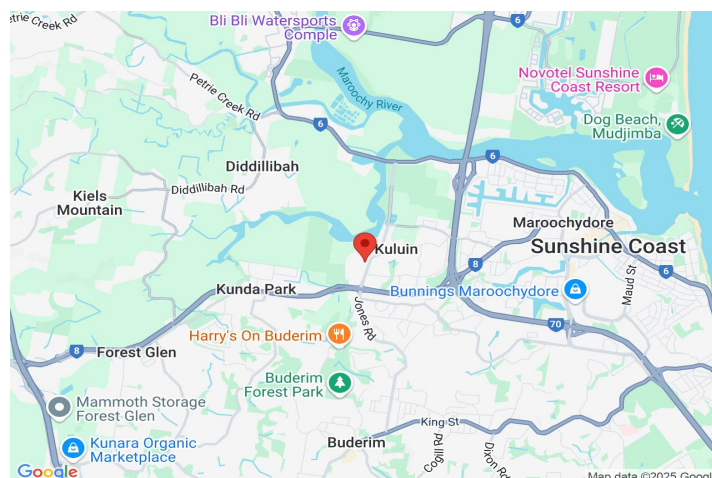 etrie Creek Rd
Bli Bli Watersports
Comple
6
6
Petrie Creek Rd
Maroochy River
Novotel Sunshine
Coast Resort
Dog Beach,
Mudjimba
6
6
Diddillibah
Diddillibah Rd
Kiels
Mountain
Maroochydore
Sunshine Coast
Kuluin
8
6
Maud St
Kunda Park
Bunnings Maroochydore
Jones Rd
70
Harry's On Buderim
8
Forest Glen
Buderim
Forest Park
Mammoth Storage
Forest Glen
King St
Buderim
Cogill Rd
Dixon Rd
Kunara Organic
Marketplace
Google
Map data ©2025 Google